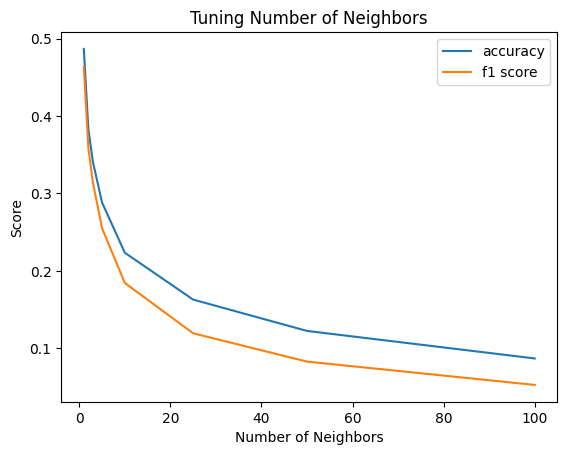 Tuning Number of Neighbors
accuracy
f1 score
0.5
0.4
0.3
0.2
0.1
Score
0 20 40 60 80 100
Number of Neighbors